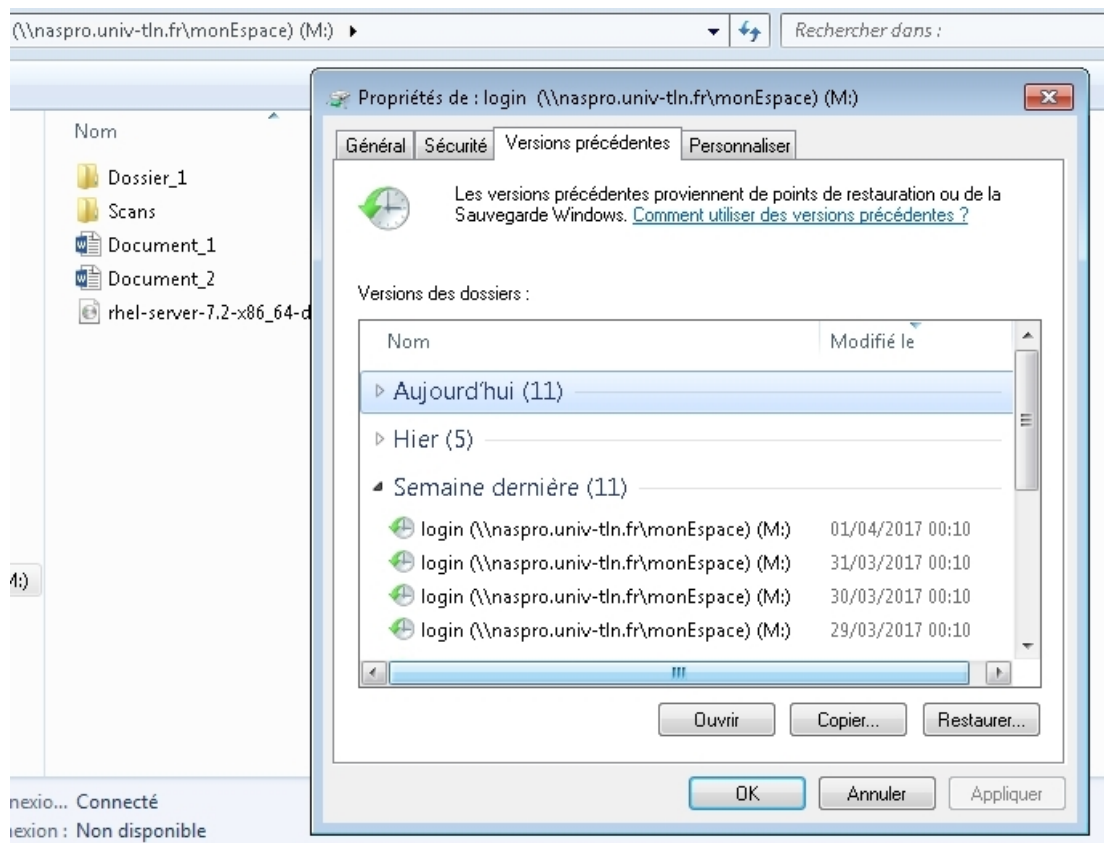 (\\naspro.univ-tln.fr\monEspace) (M:)
Rechercher dans :
Propriétés de : login (\\naspro.univ-tln.fr\monEspace) (M:)
Nom
Dossier_1
Scans
Document_1
Document_2
rhel-server-7.2-x86_64-d
M:)
Général Sécurité Versions précédentes Personnaliser
Les versions précédentes proviennent de points de restauration ou de la
Sauvegarde Windows. Comment utiliser des versions précédentes ?
Versions des dossiers :
Nom Modifié le
Aujourd'hui (11)
Hier (5)
Semaine dernière (11)
login (\\naspro.univ-tln.fr\monEspace) (M:) 01/04/2017 00:10
login (\\naspro.univ-tln.fr\monEspace) (M:) 31/03/2017 00:10
login (\\naspro.univ-tln.fr\monEspace) (M:) 30/03/2017 00:10
login (\\naspro.univ-tln.fr\monEspace) (M:) 29/03/2017 00:10
Ouvrir Copier... Restaurer...
OK Annuler Appliquer
nexio... Connecté
nexion : Non disponible